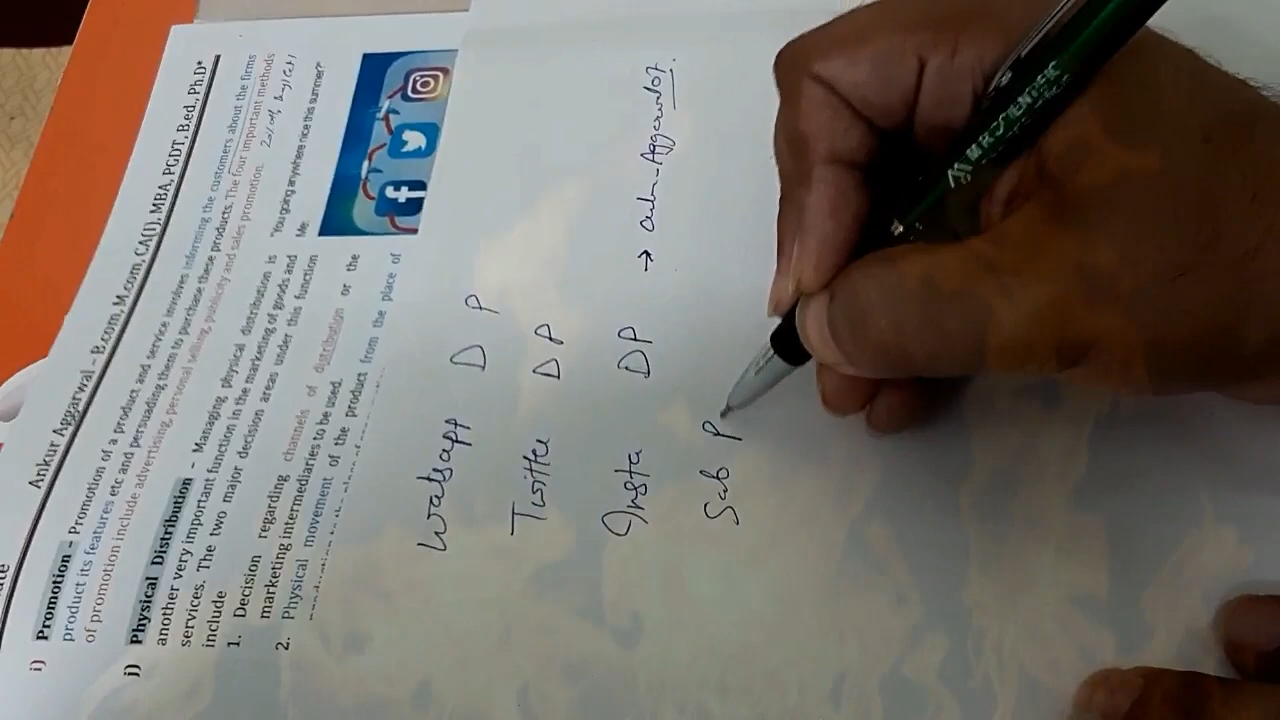 Ankur Aggarwal - B.com, M.com, CA(I), MBA, PGDT, B.ed., Ph.D*
i) Promotion – Promotion of a product and service involves informing the customers about the firms
product its features etc and persuading them to purchase these products. The four important methods
of promotion include advertising, personal selling, publicity and sales promotion.
j) Physical Distribution – Managing physical distribution is
another very important function in the marketing of goods and
services. The two major decision areas under this function
include
1. Decision regarding channels of distribution or the
marketing intermediaries to be used.
2. Physical movement of the product from the place of
"You going anywhere nice this summer?"
Me:
f
Watsapp D P
Twitter D P
Insta DP →
Sab P